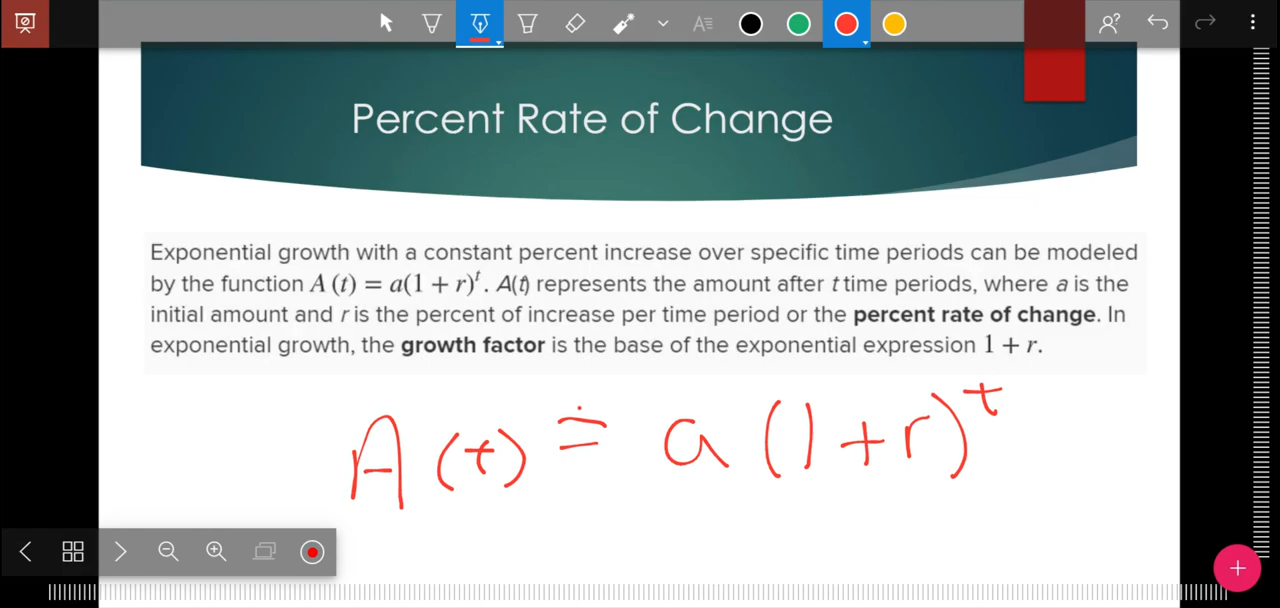 Percent Rate of Change
Exponential growth with a constant percent increase over specific time periods can be modeled
by the function A (t) = a(1 + r)^t. A(t) represents the amount after t time periods, where a is the
initial amount and r is the percent of increase per time period or the percent rate of change. In
exponential growth, the growth factor is the base of the exponential expression 1 + r.
A (t) = a (1+r)^t